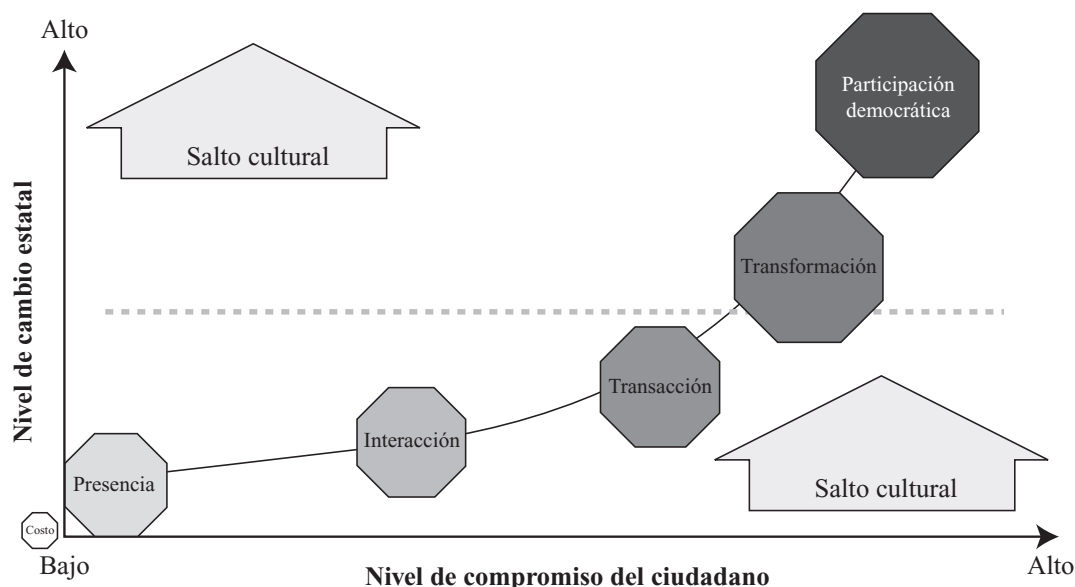 Alto
Participación
democrática
Salto cultural
Transformación
Nivel de cambio estatal
Transacción
Interacción
Presencia
Salto cultural
Costo
Bajo
Alto
Nivel de compromiso del ciudadano